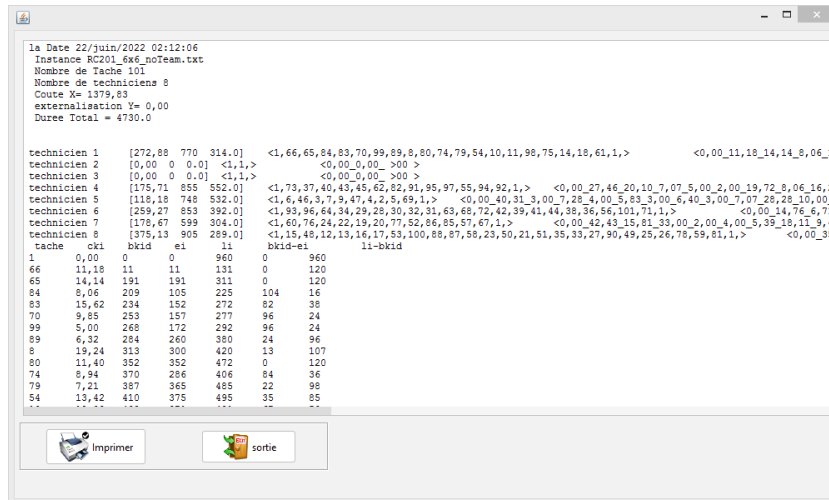 la Date 22/juin/2022 02:12:06
Instance RC201_6x6_noTeam.txt
Nombre de Tache 101
Nombre de techniciens 8
Coute X= 1379,83
externalisation Y= 0,00
Duree Total = 4730.0
technicien 1 [272,88 770 314.0] <1,66,65,84,83,70,99,89,8,80,74,79,54,10,11,98,75,14,18,61,1,> <0,00_11,18_14,14_8,06_
technicien 2 [0,00 0 0.0] <1,1,> <0,00_0,00_ >00 >
technicien 3 [0,00 0 0.0] <1,1,> <0,00_0,00_ >00 >
technicien 4 [175,71 855 552.0] <1,73,37,40,43,45,62,82,91,95,97,55,94,92,1,> <0,00_27,46_20,10_7,07_5,00_2,00_19,72_8,06_16,
technicien 5 [118,18 748 532.0] <1,6,46,3,7,9,47,4,2,5,69,1,> <0,00_40,31_3,00_7,28_4,00_5,83_3,00_6,40_3,00_7,07_28,28_10,00
technicien 6 [259,27 853 392.0] <1,93,96,64,34,29,28,30,32,31,63,68,72,42,39,41,44,38,36,56,101,71,1,> <0,00_14,76_6,7
technicien 7 [178,67 599 304.0] <1,60,76,24,22,19,20,77,52,86,85,57,67,1,> <0,00_42,43_15,81_33,00_2,00_4,00_5,39_18,11_9,
technicien 8 [375,13 905 289.0] <1,15,48,12,13,16,17,53,100,88,87,58,23,50,21,51,35,33,27,90,49,25,26,78,59,81,1,> <0,00_3
tache cki bkid ei li bkid-ei li-bkid
1 0,00 0 0 960 0 960
66 11,18 11 11 131 0 120
65 14,14 191 191 311 0 120
84 8,06 209 105 225 104 16
83 15,62 234 152 272 82 38
70 9,85 253 157 277 96 24
99 5,00 268 172 292 96 24
89 6,32 284 260 380 24 96
8 19,24 313 300 420 13 107
80 11,40 352 352 472 0 120
74 8,94 370 286 406 84 36
79 7,21 387 365 485 22 98
54 13,42 410 375 495 35 85
Imprimer
sortie